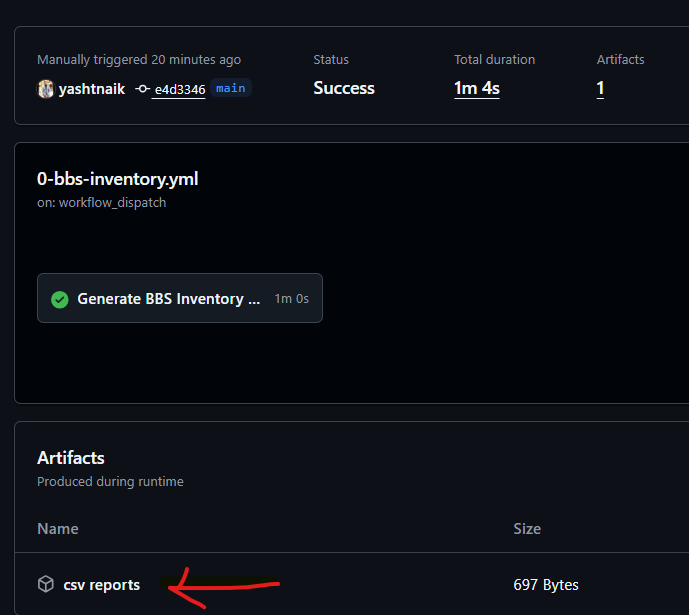 Manually triggered 20 minutes ago
Status
Total duration
Artifacts
yashtnaik e4d3346 main
Success
1m 4s
1
0-bbs-inventory.yml
on: workflow_dispatch
Generate BBS Inventory ... 1m 0s
Artifacts
Produced during runtime
Name
Size
csv reports
697 Bytes